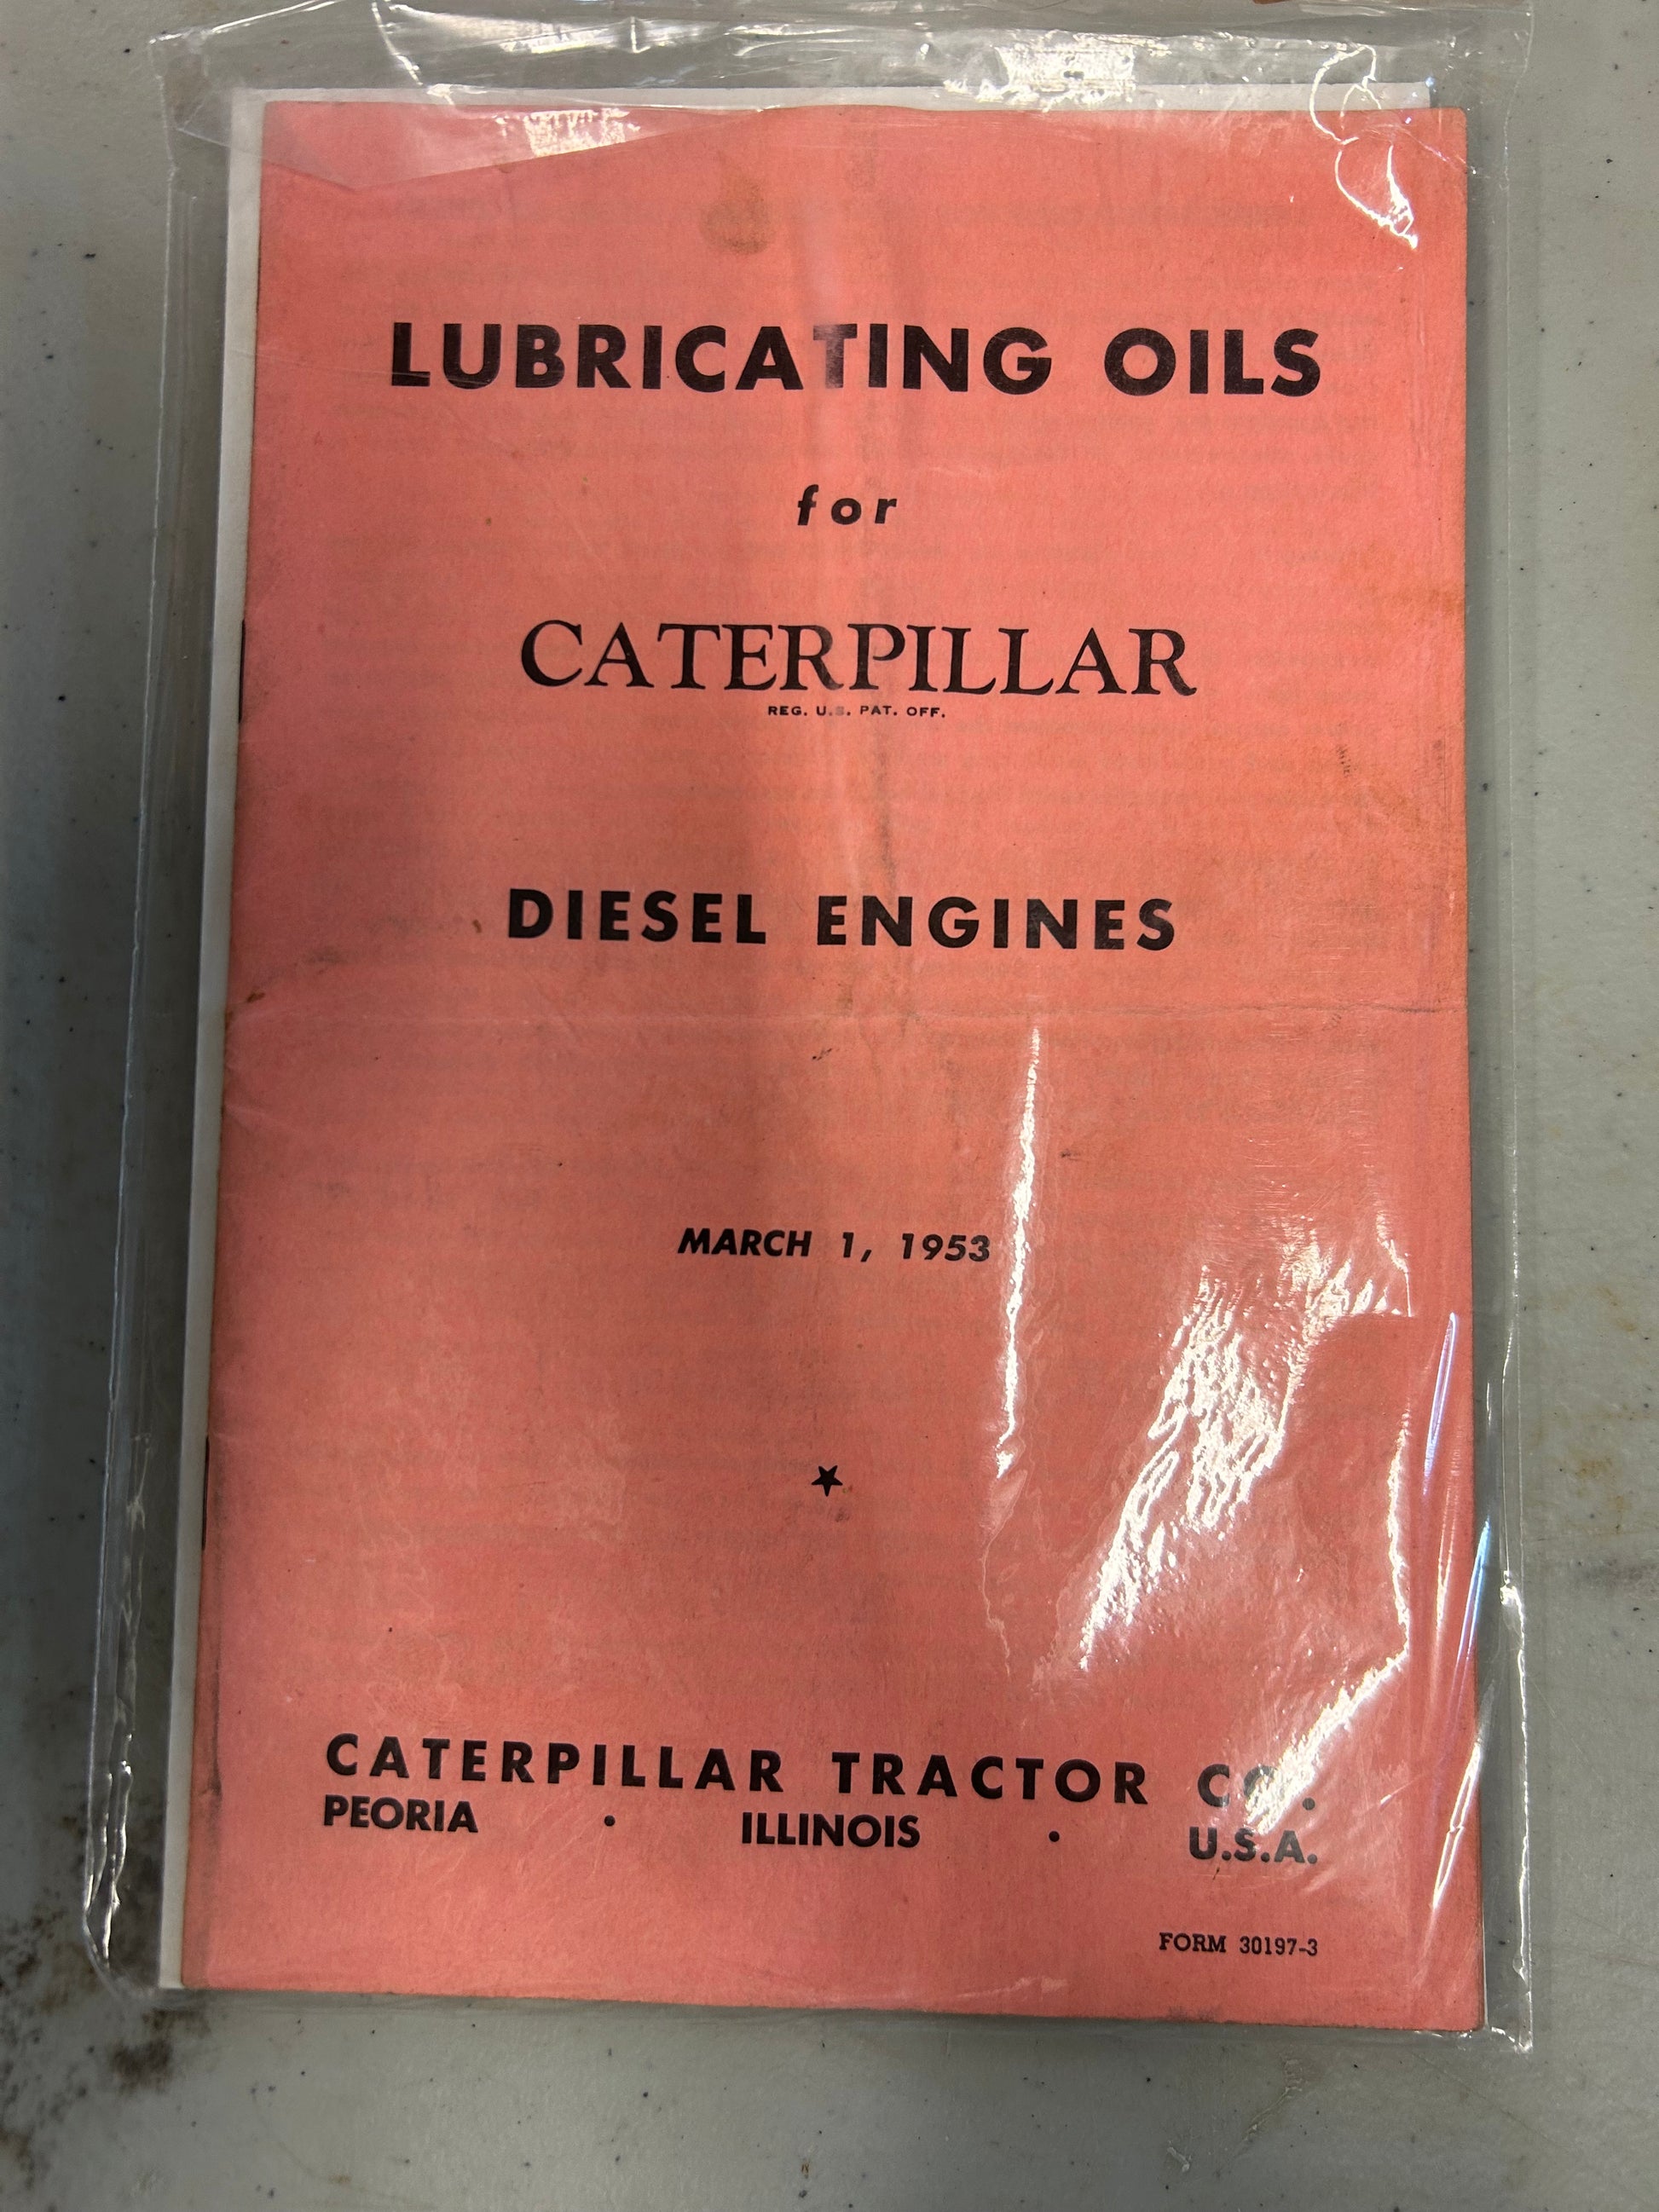 LUBRICATING OILS
for
CATERPILLAR
REG. U.S. PAT. OFF.
DIESEL ENGINES
MARCH 1, 1953
CATERPILLAR TRACTOR CO.
PEORIA • ILLINOIS • U.S.A.
FORM 30197-3